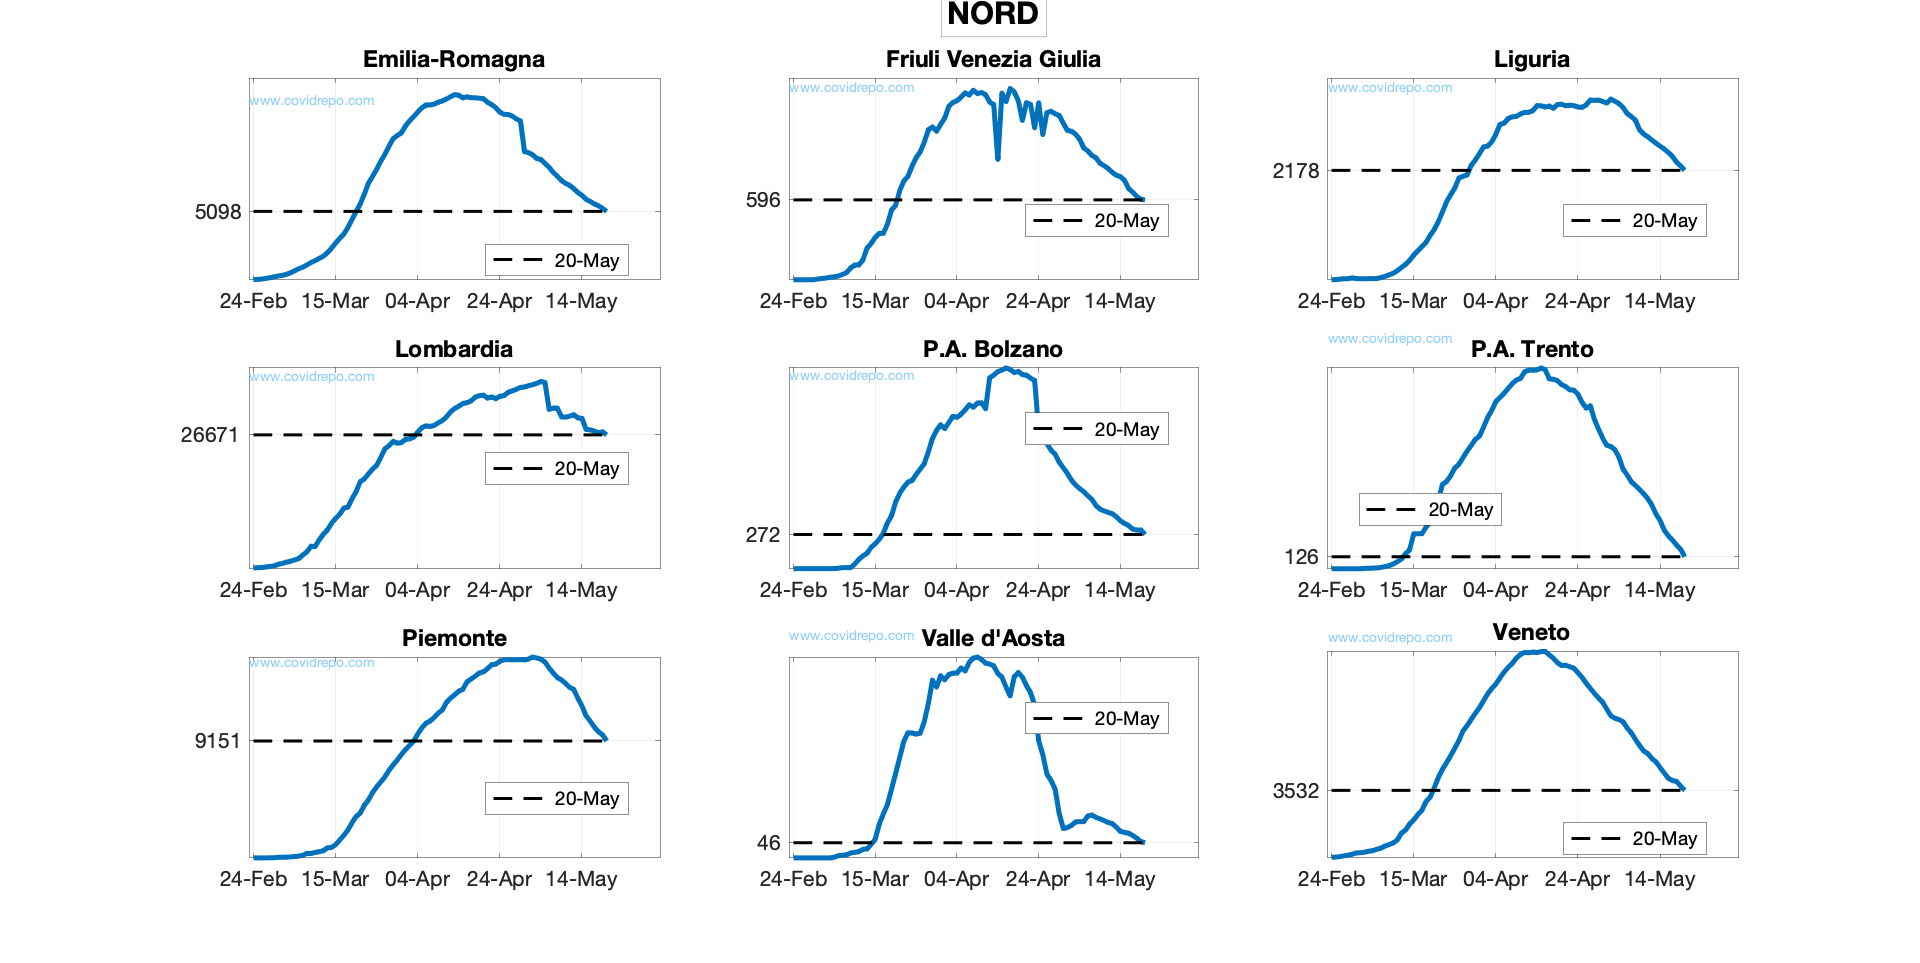 NORD
Emilia-Romagna
www.covidrepo.com
5098
20-May
24-Feb 15-Mar 04-Apr 24-Apr 14-May
Friuli Venezia Giulia
www.covidrepo.com
596
20-May
24-Feb 15-Mar 04-Apr 24-Apr 14-May
Liguria
www.covidrepo.com
2178
20-May
24-Feb 15-Mar 04-Apr 24-Apr 14-May
Lombardia
www.covidrepo.com
26671
20-May
24-Feb 15-Mar 04-Apr 24-Apr 14-May
P.A. Bolzano
www.covidrepo.com
20-May
272
24-Feb 15-Mar 04-Apr 24-Apr 14-May
www.covidrepo.com
P.A. Trento
20-May
126
24-Feb 15-Mar 04-Apr 24-Apr 14-May
Piemonte
www.covidrepo.com
9151
20-May
24-Feb 15-Mar 04-Apr 24-Apr 14-May
www.covidrepo.com
Valle d'Aosta
20-May
46
24-Feb 15-Mar 04-Apr 24-Apr 14-May
www.covidrepo.com
Veneto
3532
20-May
24-Feb 15-Mar 04-Apr 24-Apr 14-May